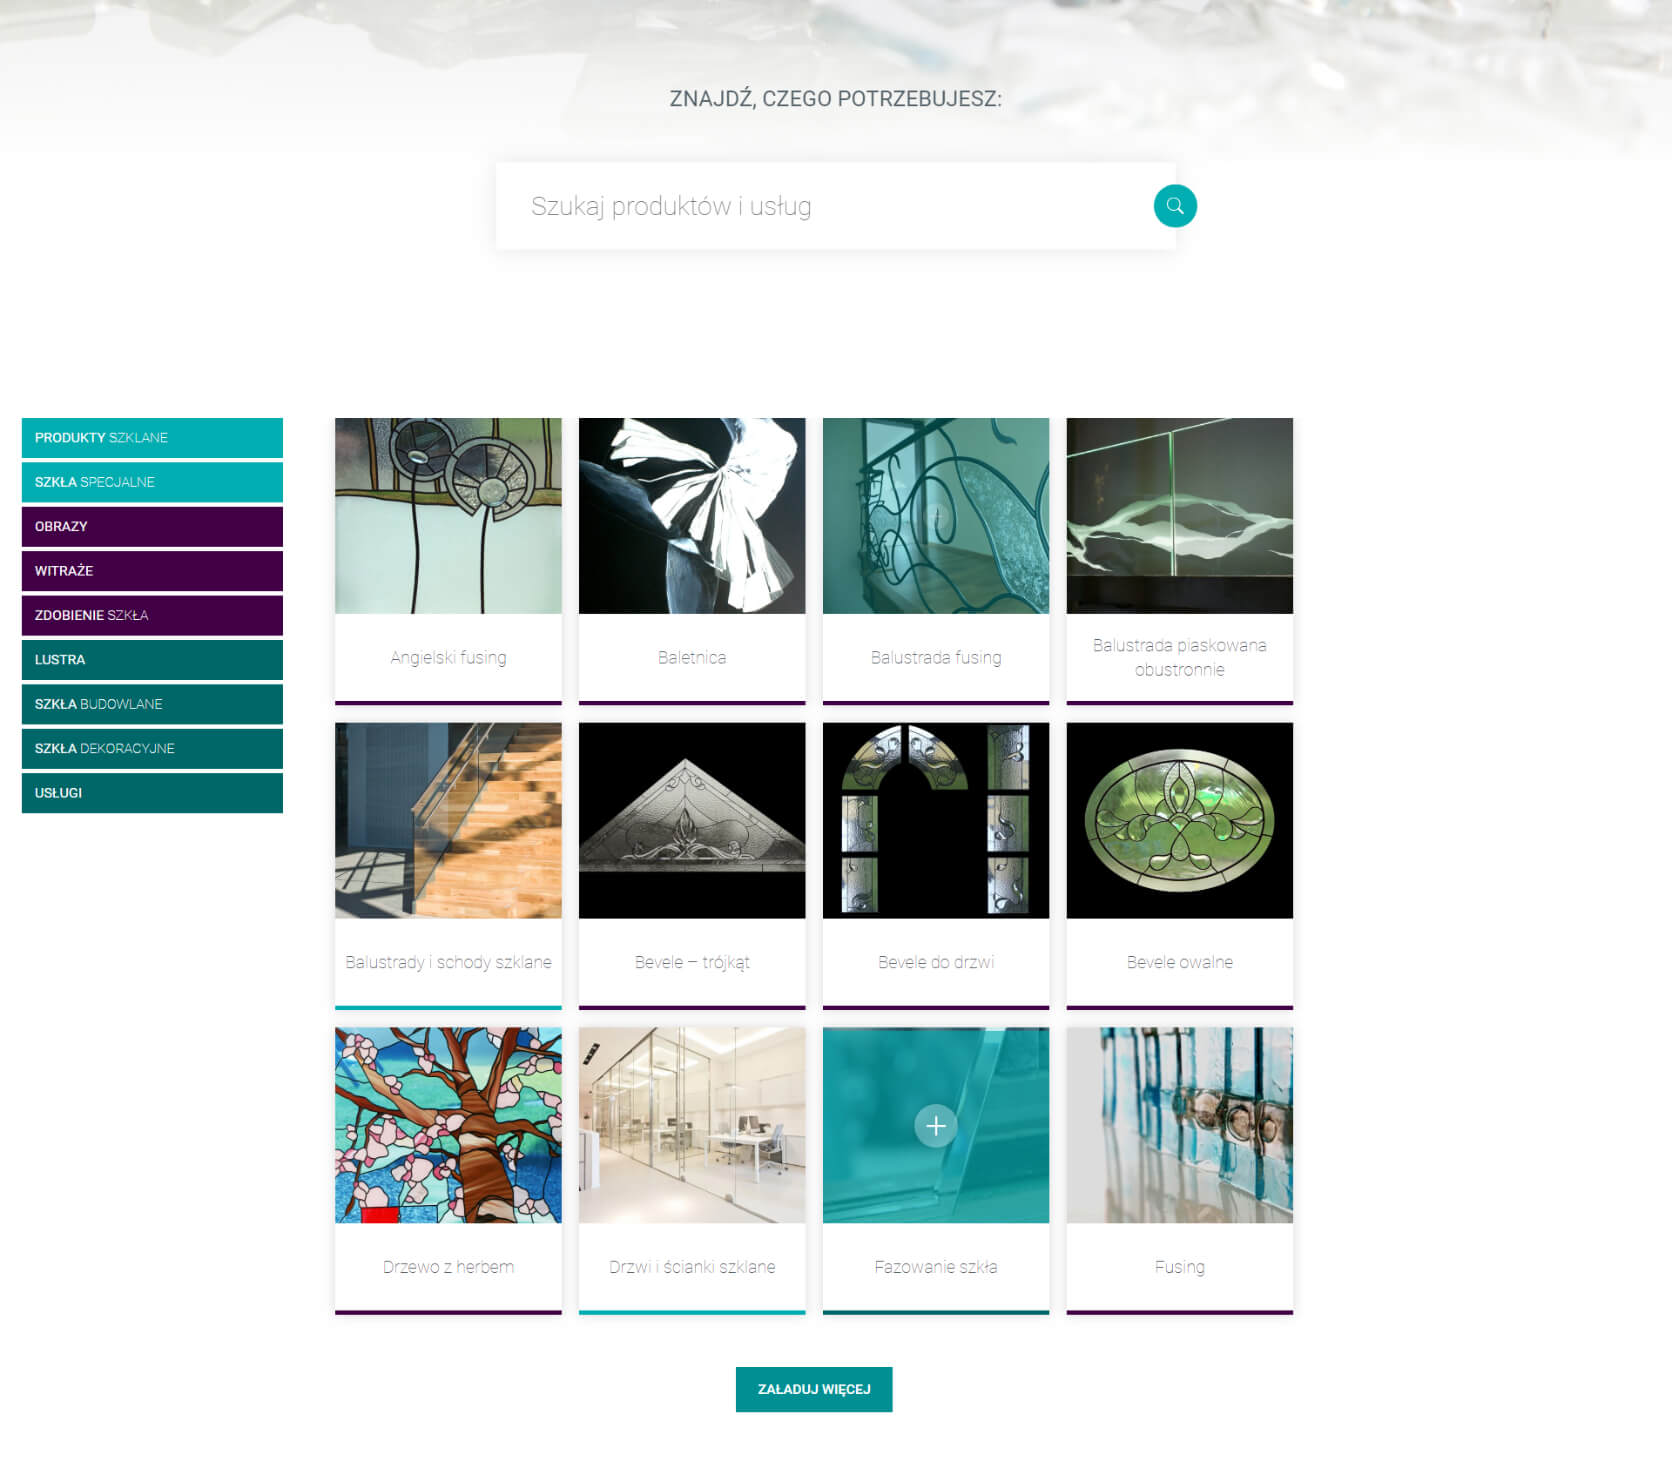 ZNAJDŹ, CZEGO POTRZEBUJESZ:
Szukaj produktów i usług
PRODUKTY SZKLANE
SZKŁA SPECJALNE
OBRAZY
WITRAŻE
ZDOBIENIE SZKŁA
LUSTRA
SZKŁA BUDOWLANE
SZKŁA DEKORACYJNE
USŁUGI
Angielski fusing
Baletnica
Balustrada fusing
Balustrada piaskowana
obustronnie
Balustrady i schody szklane
Bevele – trójkąt
Bevele do drzwi
Bevele owalne
Drzewo z herbem
Drzwi i ścianki szklane
Fazowanie szkła
Fusing
ZAŁADUJ WIĘCEJ